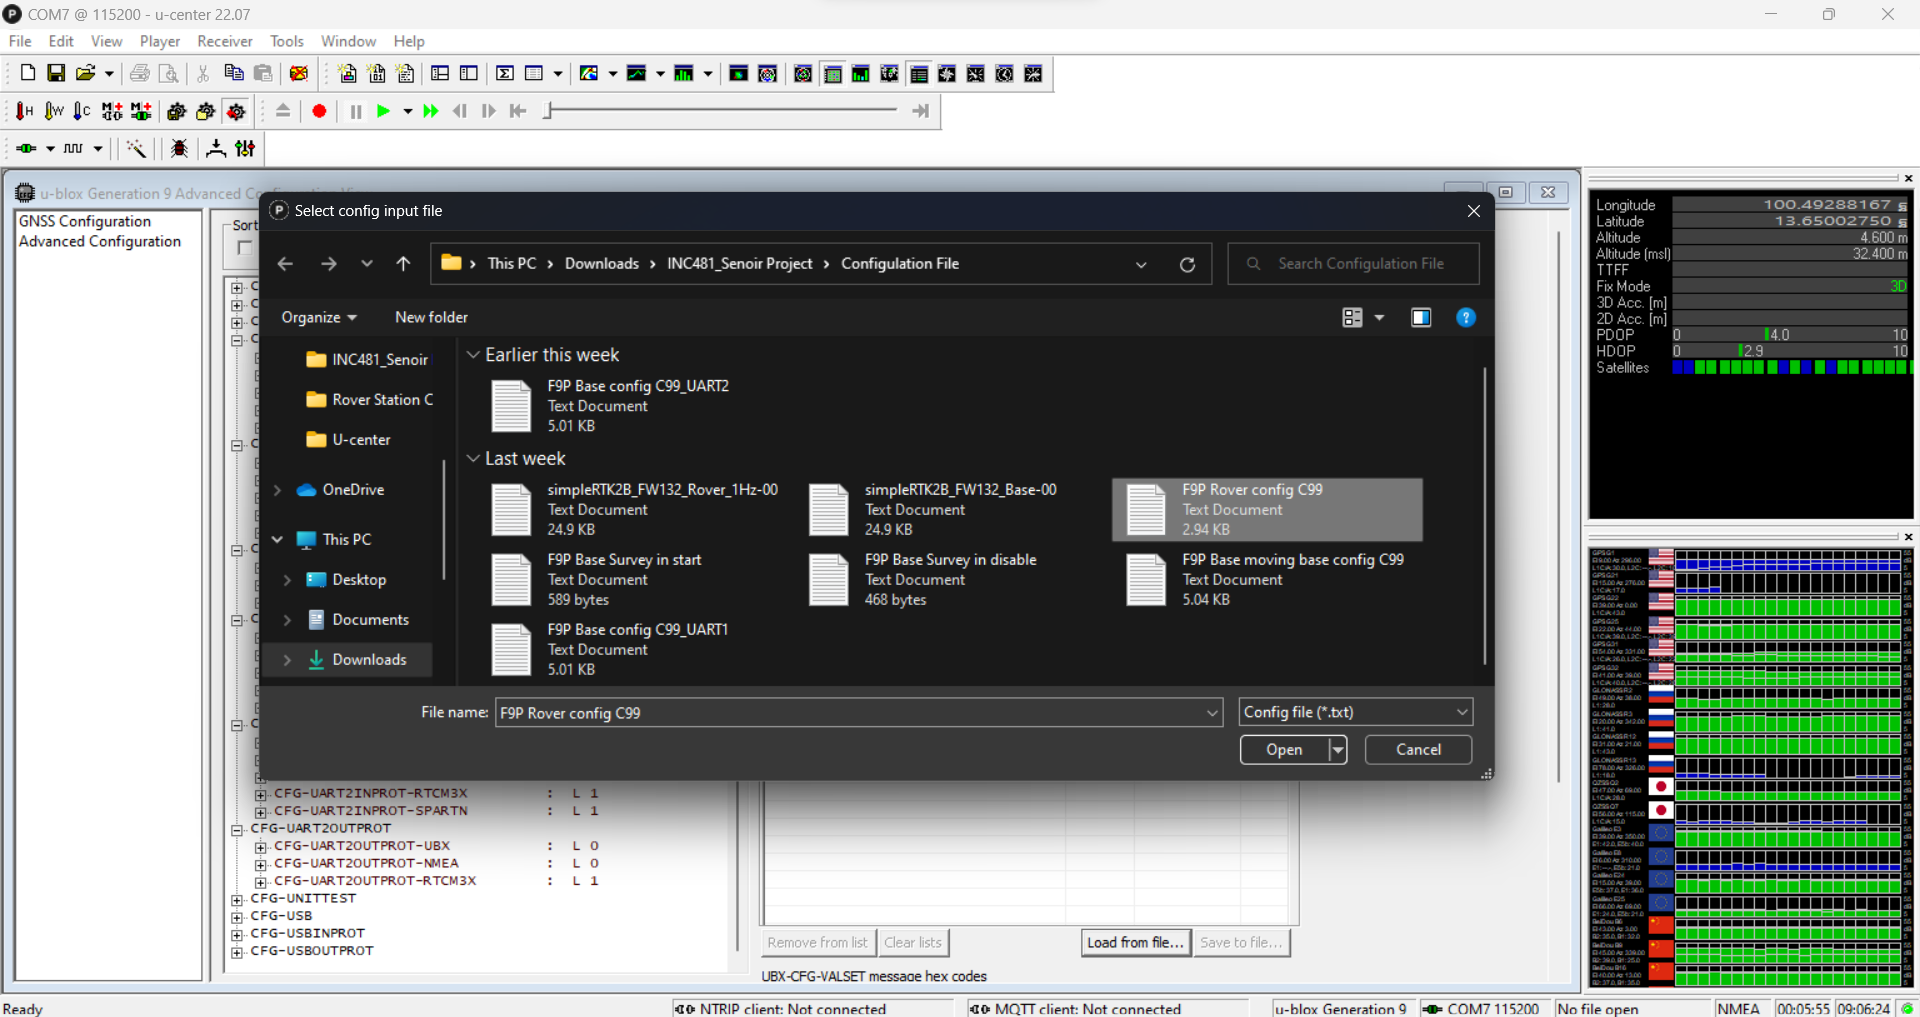 COM7 @ 115200 - u-center 22.07
File Edit View Player Receiver Tools Window Help
u-blox Generation 9 Advanced
GNSS Configuration
Advanced Configuration
Sort
Select config input file
This PC > Downloads > INC481_Senoir Project > Configulation File
Search Configulation File
Organize
New folder
INC481_Senoir
Rover Station C
U-center
OneDrive
This PC
Desktop
Documents
Downloads
Earlier this week
F9P Base config C99_UART2
Text Document
5.01 KB
Last week
simpleRTK2B_FW132_Rover_1Hz-00
Text Document
24.9 KB
simpleRTK2B_FW132_Base-00
Text Document
24.9 KB
F9P Rover config C99
Text Document
2.94 KB
F9P Base Survey in start
Text Document
589 bytes
F9P Base Survey in disable
Text Document
468 bytes
F9P Base moving base config C99
Text Document
5.04 KB
F9P Base config C99_UART1
Text Document
5.01 KB
File name: F9P Rover config C99
Config file (*.txt)
Open
Cancel
CFG-UART2INPROT-RTCM3X : L 1
CFG-UART2INPROT-SPARTN : L 1
CFG-UART2OUTPROT
CFG-UART2OUTPROT-UBX : L 0
CFG-UART2OUTPROT-NMEA : L 0
CFG-UART2OUTPROT-RTCM3X : L 1
CFG-UNITTEST
CFG-USB
CFG-USBINPROT
CFG-USBOUTPROT
Remove from list
Clear lists
Load from file...
Save to file...
UBX-CFG-VALSET message hex codes
Longitude 100.49288167
Latitude 13.65002750
Altitude 4.600 m
Altitude (msl) 32.400 m
TTFF
Fix Mode 3D
3D Acc. [m]
2D Acc. [m]
PDOP 0 4.0 10
HDOP 0 2.9 10
Satellites
Ready
NTRIP client: Not connected
MQTT client: Not connected
u-blox Generation 9
COM7 115200
No file open
NMEA
00:05:55
09:06:24